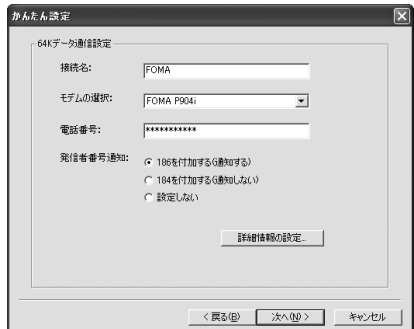 かんたん設定
64Kデータ通信設定
接続名: FOMA
モデムの選択: FOMA P904i
電話番号: ***********
発信者番号通知: 186を付加する(通知する)
184を付加する(通知しない)
設定しない
詳細情報の設定...
< 戻る(B) 次へ(N) > キャンセル